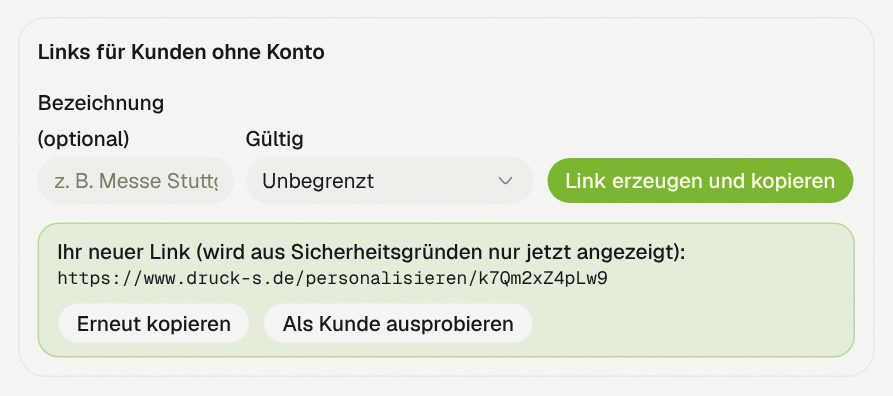 Links für Kunden ohne Konto
Bezeichnung
(optional)
Gültig
z. B. Messe Stuttg
Unbegrenzt
Link erzeugen und kopieren
Ihr neuer Link (wird aus Sicherheitsgründen nur jetzt angezeigt):
https://www.druck-s.de/personalisieren/k7Qm2xZ4pLw9
Erneut kopieren
Als Kunde ausprobieren